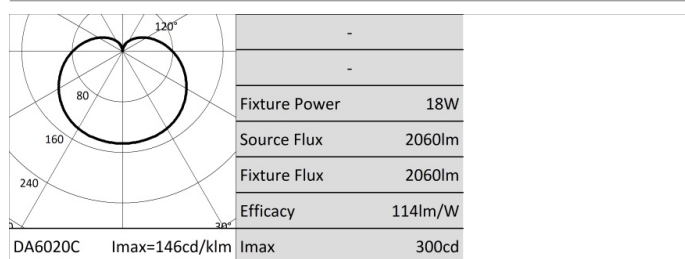 120°
-
-
80
Fixture Power 18W
160
Source Flux 2060lm
240
Fixture Flux 2060lm
Efficacy 114lm/W
30°
DA6020C Imax=146cd/klm Imax 300cd